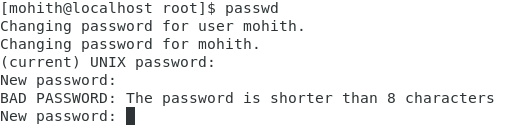 [mohith@localhost root]$ passwd
Changing password for user mohith.
Changing password for mohith.
(current) UNIX password:
New password:
BAD PASSWORD: The password is shorter than 8 characters
New password: